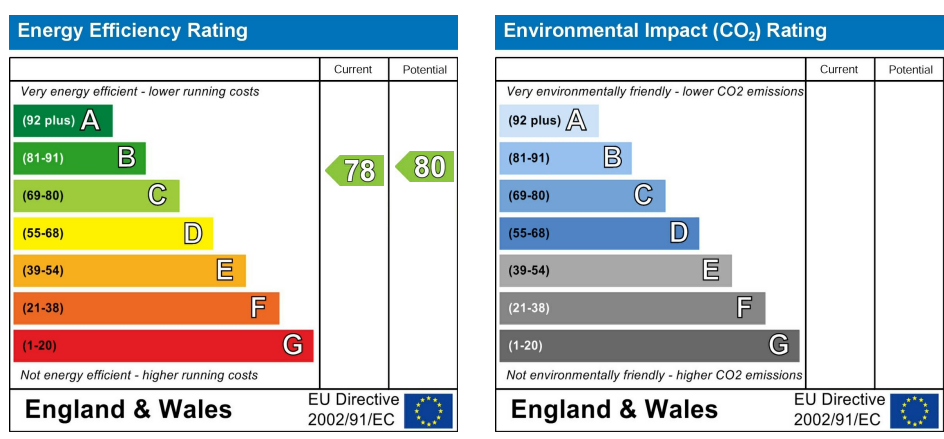 Energy Efficiency Rating
Current Potential
Very energy efficient - lower running costs
(92 plus) A
(81-91) B
78 80
(69-80) C
(55-68) D
(39-54) E
(21-38) F
(1-20) G
Not energy efficient - higher running costs
England & Wales
EU Directive
2002/91/EC
Environmental Impact (CO₂) Rating
Current Potential
Very environmentally friendly - lower CO2 emissions
(92 plus) A
(81-91) B
(69-80) C
(55-68) D
(39-54) E
(21-38) F
(1-20) G
Not environmentally friendly - higher CO2 emissions
England & Wales
EU Directive
2002/91/EC